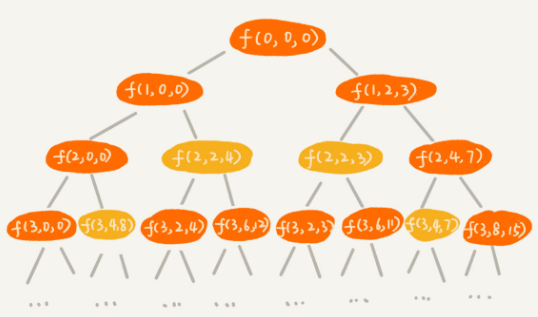 f(0,0,0)
f(1,0,0) f(1,2,3)
f(2,0,0) f(2,2,4) f(2,2,3) f(2,4,7)
f(3,0,0) f(3,4,8) f(3,2,4) f(3,6,12) f(3,2,3) f(3,6,11) f(3,4,7) f(3,8,15)
... ... ... ... ... ... ... ...